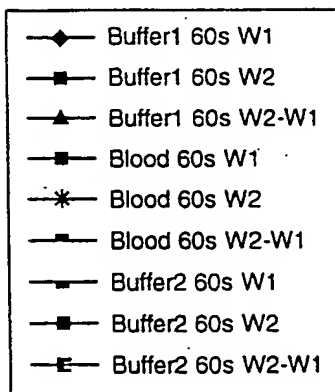 Buffer1 60s W1
Buffer1 60s W2
Buffer1 60s W2-W1
Blood 60s W1
Blood 60s W2
Blood 60s W2-W1
Buffer2 60s W1
Buffer2 60s W2
Buffer2 60s W2-W1